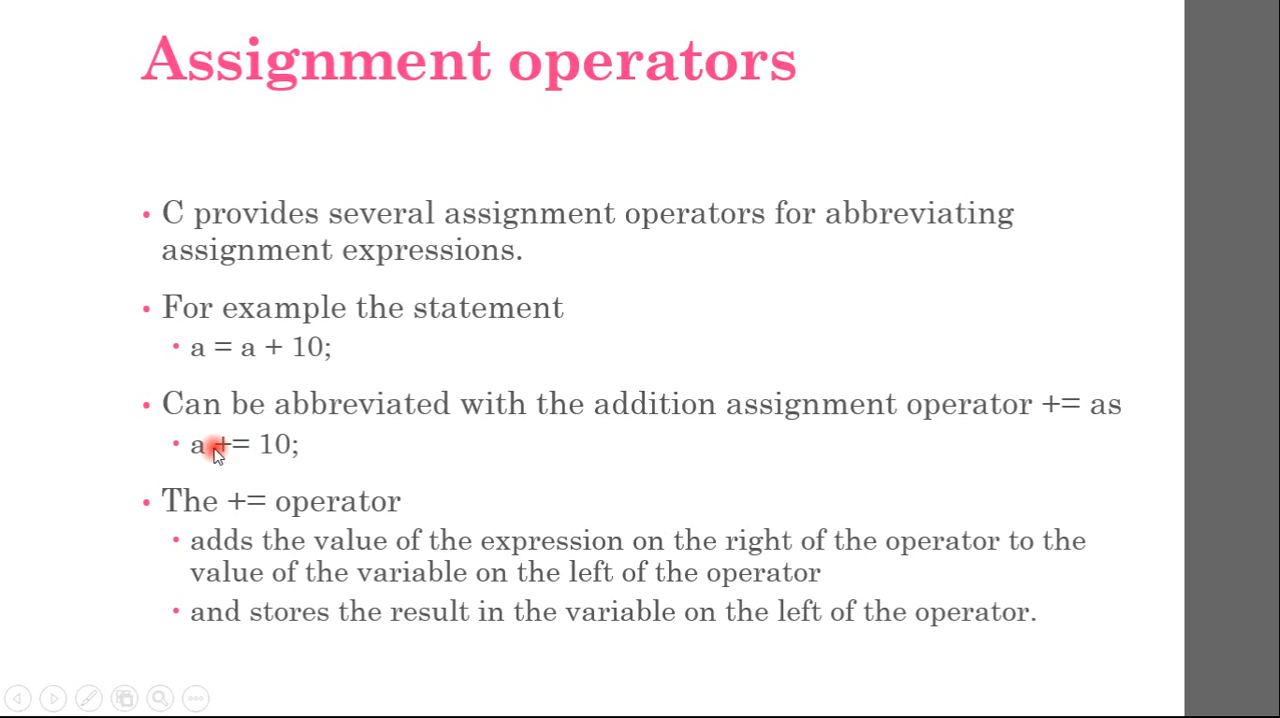 Assignment operators
• C provides several assignment operators for abbreviating
assignment expressions.
• For example the statement
• a = a + 10;
• Can be abbreviated with the addition assignment operator += as
• a += 10;
• The += operator
• adds the value of the expression on the right of the operator to the
value of the variable on the left of the operator
• and stores the result in the variable on the left of the operator.